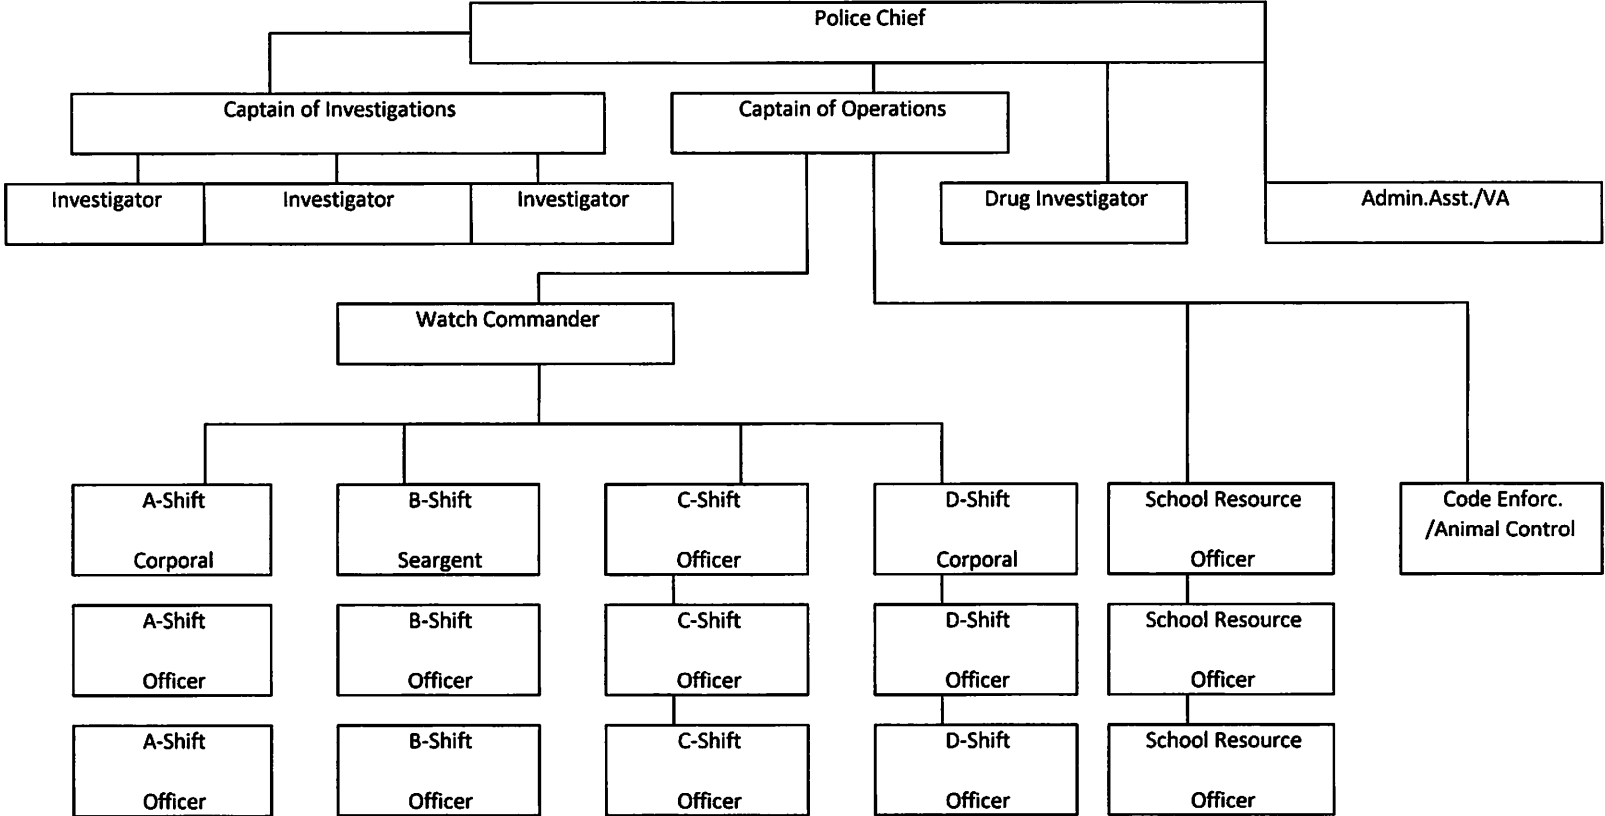 Police Chief
Captain of Investigations
Captain of Operations
Investigator
Investigator
Investigator
Drug Investigator
Admin.Asst./VA
Watch Commander
A-Shift
Corporal
B-Shift
Seargent
C-Shift
Officer
D-Shift
Corporal
School Resource
Officer
Code Enforc.
/Animal Control
A-Shift
Officer
B-Shift
Officer
C-Shift
Officer
D-Shift
Officer
School Resource
Officer
A-Shift
Officer
B-Shift
Officer
C-Shift
Officer
D-Shift
Officer
School Resource
Officer